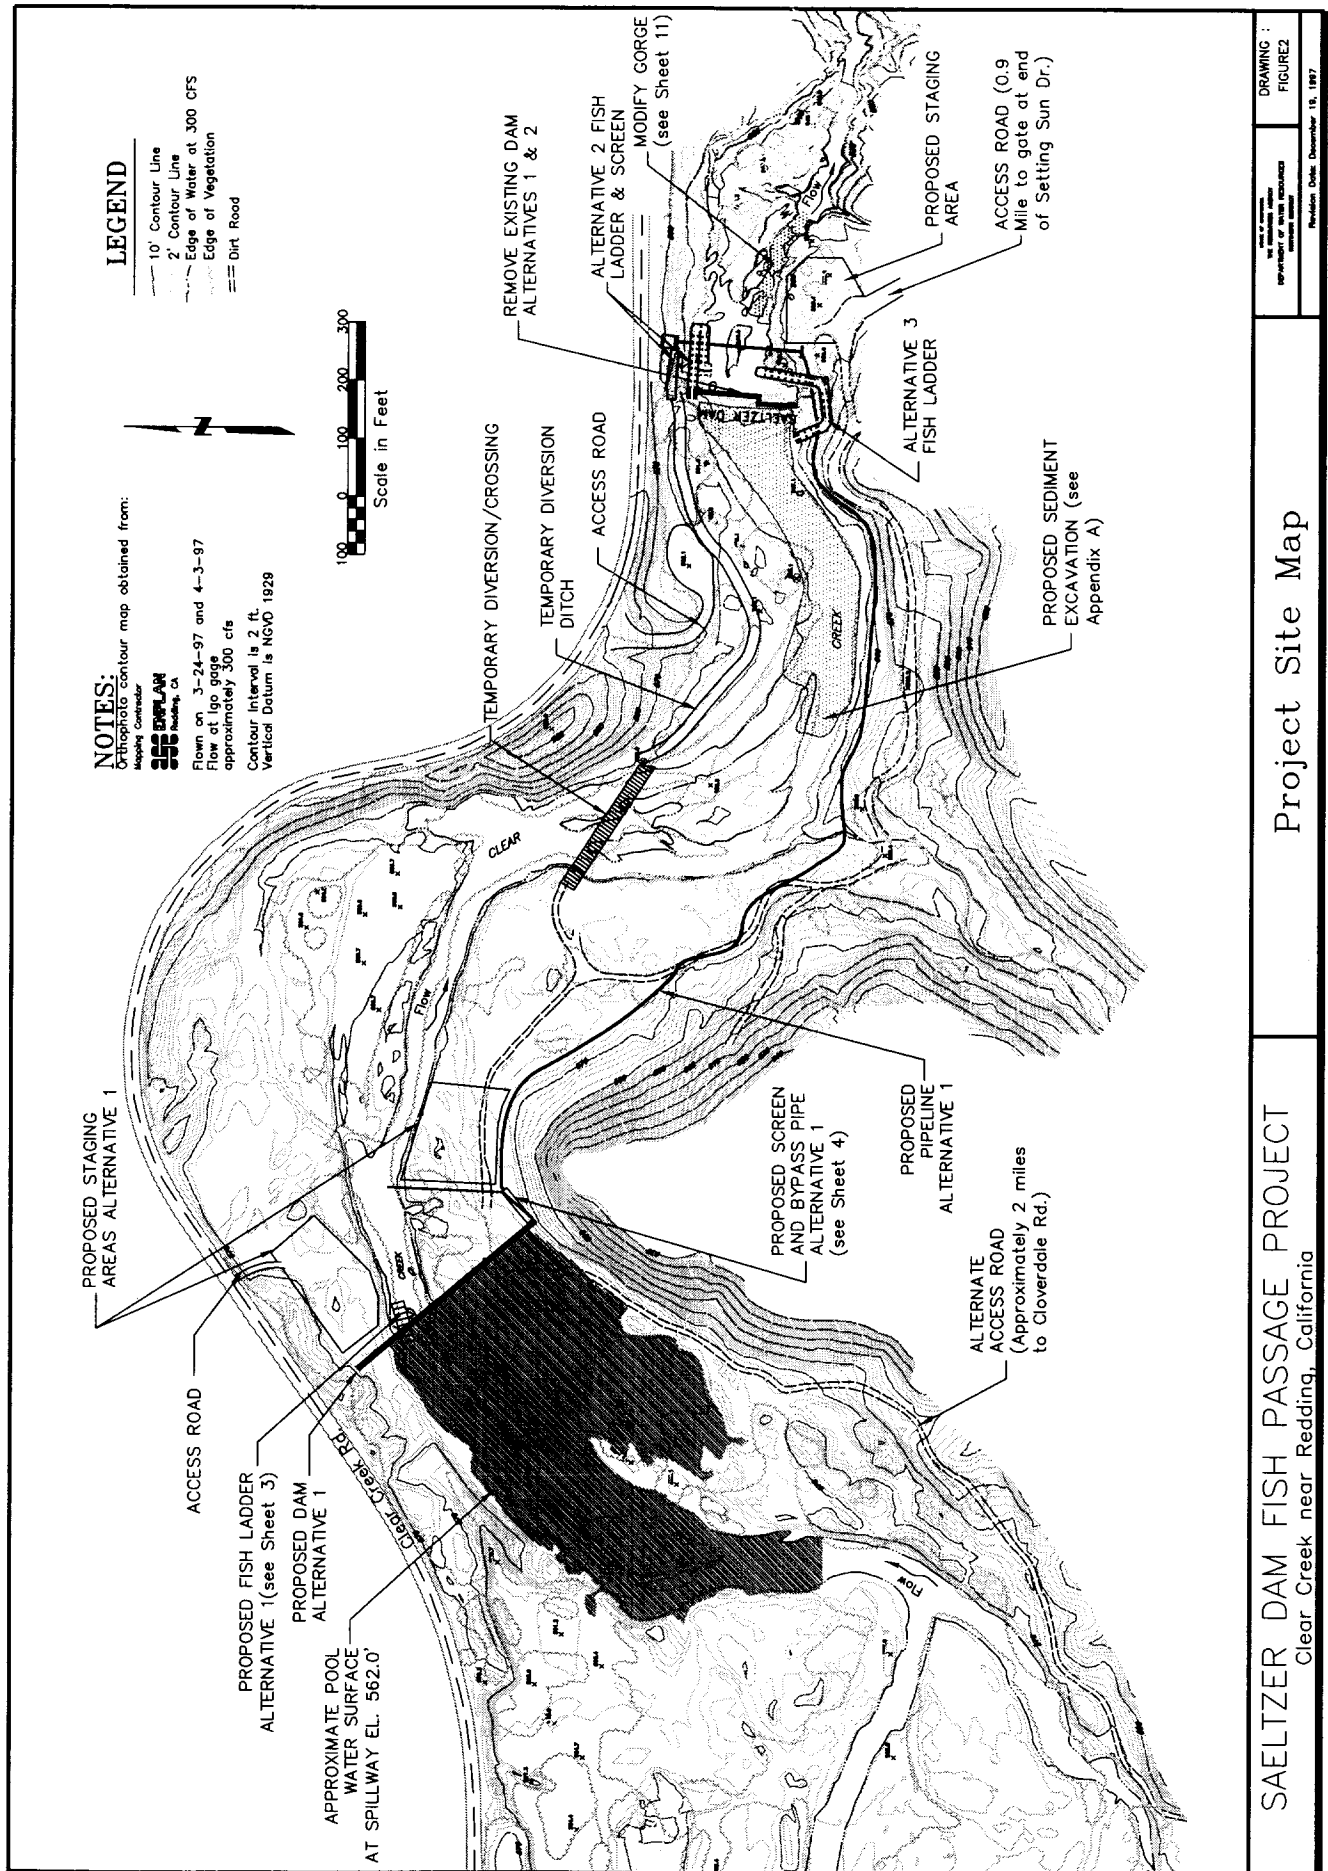 NOTES:
Orthophoto contour map obtained from:
Mapping Contractor
ENPLAN
Redding, CA
Flown on 3-24-97 and 4-3-97
Flow at Igo gage
approximately 300 cfs
Contour Interval is 2 ft.
Vertical Datum is NGVD 1929
LEGEND
10' Contour Line
2' Contour Line
Edge of Water at 300 CFS
Edge of Vegetation
Dirt Road
N
100 0 100 200 300
Scale in Feet
PROPOSED STAGING
AREAS ALTERNATIVE 1
ACCESS ROAD
PROPOSED FISH LADDER
ALTERNATIVE 1(see Sheet 3)
PROPOSED DAM
ALTERNATIVE 1
APPROXIMATE POOL
WATER SURFACE
AT SPILLWAY EL. 562.0'
Clear Creek Rd.
CREEK
Flow
CLEAR
Flow
TEMPORARY DIVERSION/CROSSING
TEMPORARY DIVERSION
DITCH
ACCESS ROAD
REMOVE EXISTING DAM
ALTERNATIVES 1 & 2
ALTERNATIVE 2 FISH
LADDER & SCREEN
MODIFY GORGE
(see Sheet 11)
Flow
SAELTZER DAM
CREEK
PROPOSED STAGING
AREA
ACCESS ROAD (0.9
Mile to gate at end
of Setting Sun Dr.)
ALTERNATIVE 3
FISH LADDER
PROPOSED SEDIMENT
EXCAVATION (see
Appendix A)
PROPOSED
PIPELINE
ALTERNATIVE 1
PROPOSED SCREEN
AND BYPASS PIPE
ALTERNATIVE 1
(see Sheet 4)
ALTERNATE
ACCESS ROAD
(Approximately 2 miles
to Cloverdale Rd.)
SAELTZER DAM FISH PASSAGE PROJECT
Clear Creek near Redding, California
Project Site Map
THE RESOURCES AGENCY
DEPARTMENT OF WATER RESOURCES
DRAWING :
FIGURE2
Revision Date: December 19, 1997